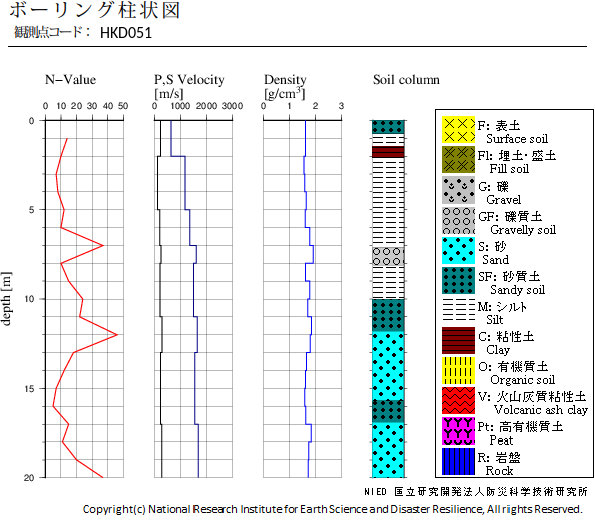 ボーリング柱状図
観測点コード： HKD051
N−Value
P,S Velocity
[m/s]
Density
[g/cm3]
Soil column
0 10 20 30 40 50
0 1000 2000 3000
0 1 2 3
0
5
10
15
20
depth [m]
F: 表土
Surface soil
Fl: 埋土・盛土
Fill soil
G: 礫
Gravel
GF: 礫質土
Gravelly soil
S: 砂
Sand
SF: 砂質土
Sandy soil
M: シルト
Silt
C: 粘性土
Clay
O: 有機質土
Organic soil
V: 火山灰質粘性土
Volcanic ash clay
Pt: 高有機質土
Peat
R: 岩盤
Rock
NIED 国立研究開発法人防災科学技術研究所
Copyright(c) National Research Institute for Earth Science and Disaster Resilience, All rights Reserved.